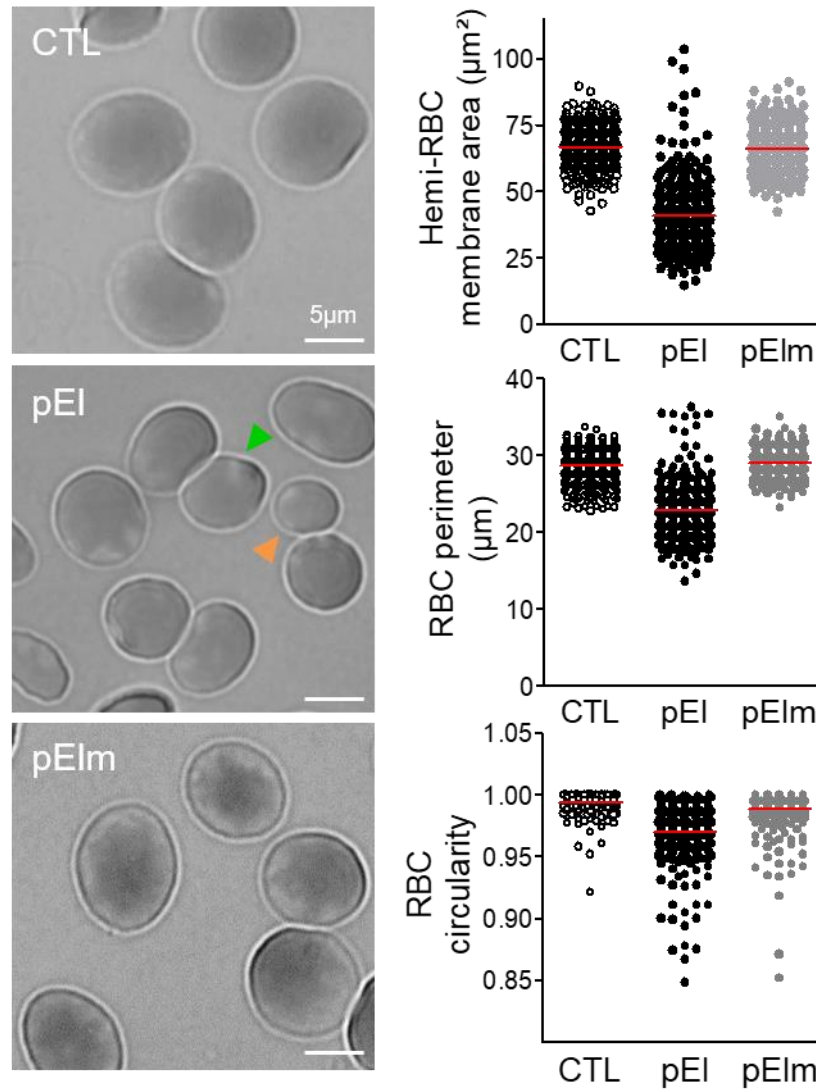 CTL
5µm
pEI
pEIm
Hemi-RBC
membrane area (µm²)
100
75
50
25
0
CTL pEI pEIm
RBC perimeter
(µm)
40
30
20
10
0
CTL pEI pEIm
RBC
circularity
1.05
1.00
0.95
0.90
0.85
CTL pEI pEIm